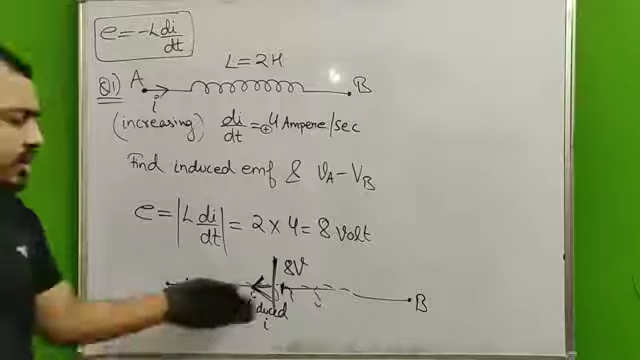 e = -L di/dt
Q1) A B L = 2H
i
(increasing) di/dt = +4 Ampere/sec
Find induced emf & VA - VB
e = |L di/dt| = 2 × 4 = 8 Volt
8V
B
i